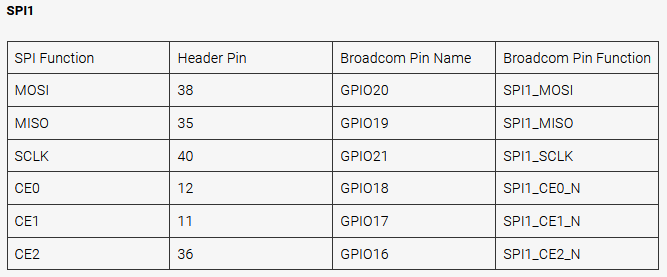 SPI1
SPI Function Header Pin Broadcom Pin Name Broadcom Pin Function
MOSI 38 GPIO20 SPI1_MOSI
MISO 35 GPIO19 SPI1_MISO
SCLK 40 GPIO21 SPI1_SCLK
CE0 12 GPIO18 SPI1_CE0_N
CE1 11 GPIO17 SPI1_CE1_N
CE2 36 GPIO16 SPI1_CE2_N